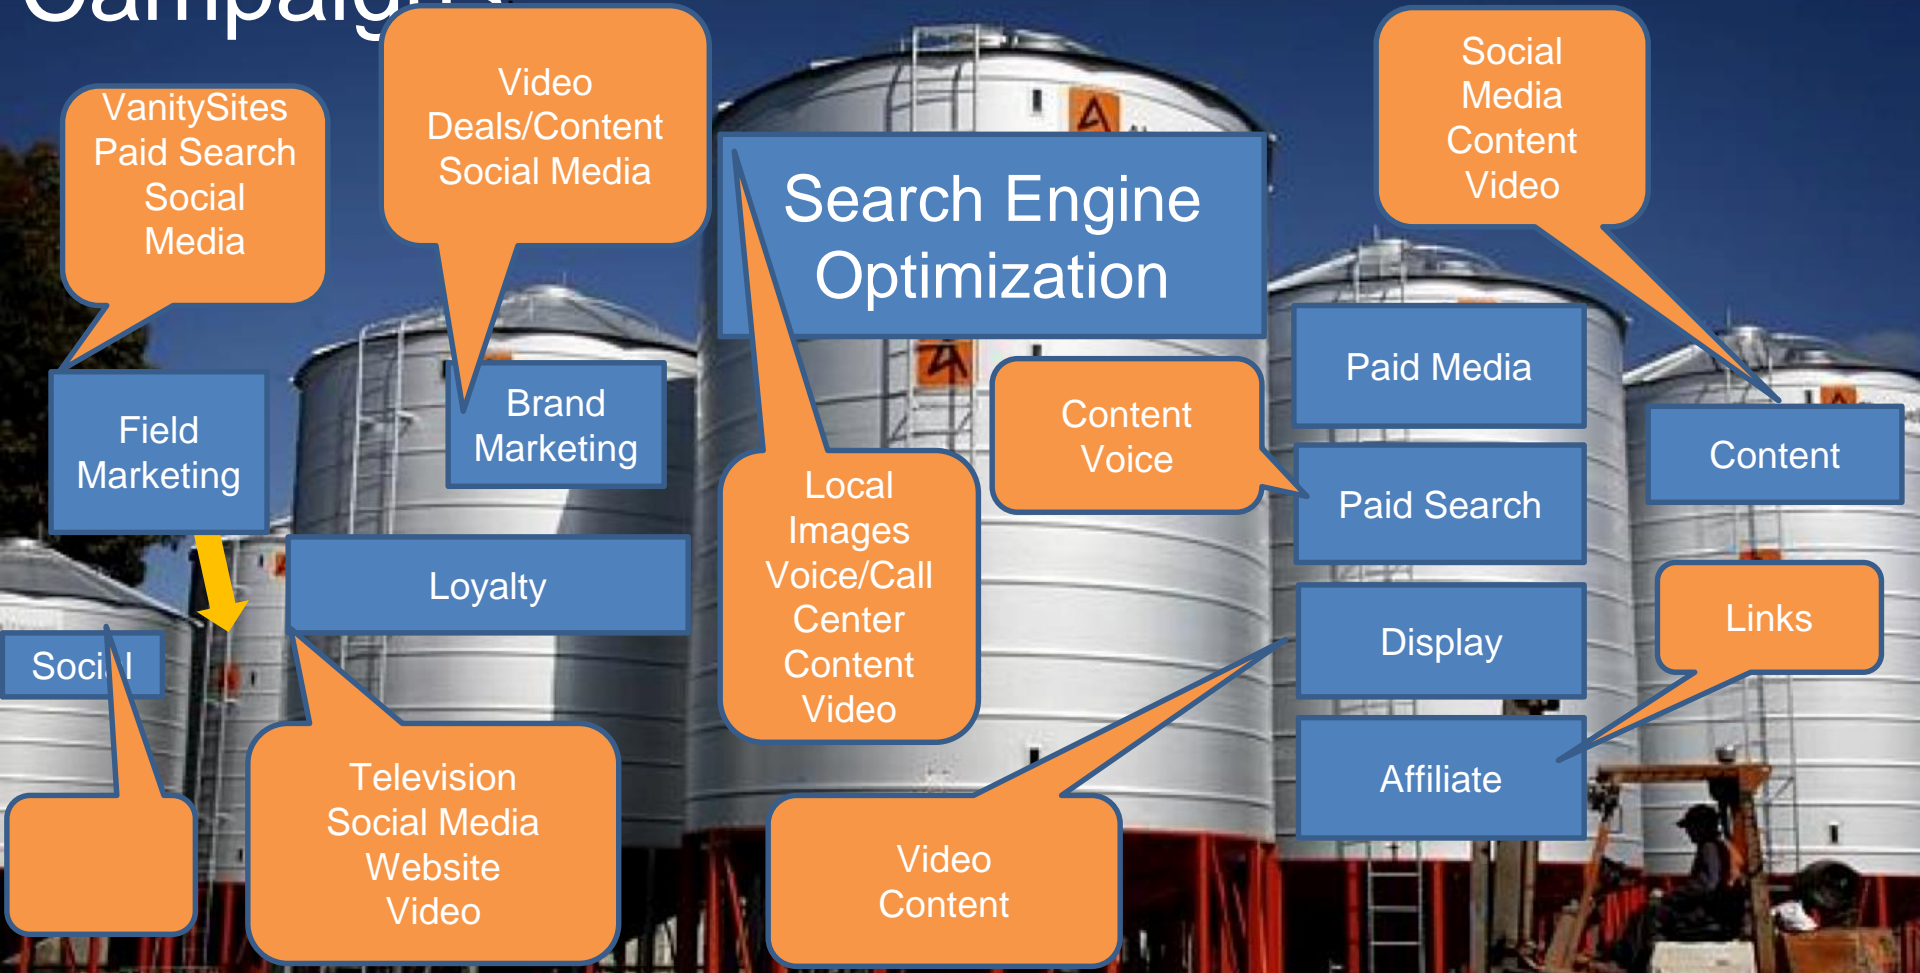 Campaigns
VanitySites
Paid Search
Social
Media
Video
Deals/Content
Social Media
Search Engine
Optimization
Social
Media
Content
Video
Field
Marketing
Brand
Marketing
Content
Voice
Paid Media
Paid Search
Content
Loyalty
Local
Images
Voice/Call
Center
Content
Video
Display
Links
Social
Affiliate
Television
Social Media
Website
Video
Video
Content